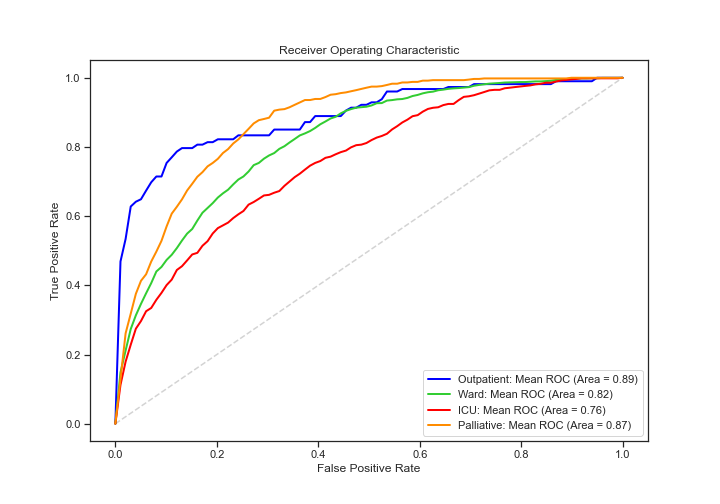 Receiver Operating Characteristic
True Positive Rate
1.0
0.8
0.6
0.4
0.2
0.0
Outpatient: Mean ROC (Area = 0.89)
Ward: Mean ROC (Area = 0.82)
ICU: Mean ROC (Area = 0.76)
Palliative: Mean ROC (Area = 0.87)
0.0 0.2 0.4 0.6 0.8 1.0
False Positive Rate